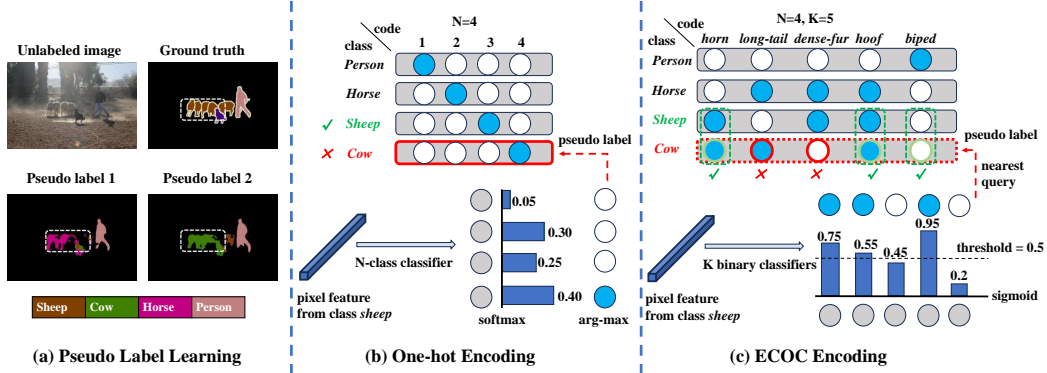 Unlabeled image
Ground truth
Pseudo label 1
Pseudo label 2
Sheep
Cow
Horse
Person
(a) Pseudo Label Learning
code
N=4
class
1
2
3
4
Person
Horse
✓ Sheep
✗ Cow
pseudo label
0.05
0.30
0.25
0.40
N-class classifier
pixel feature
from class sheep
softmax
arg-max
(b) One-hot Encoding
code
N=4, K=5
class
horn
long-tail
dense-fur
hoof
biped
Person
Horse
Sheep
Cow
✓
✗
✗
✓
✓
pseudo label
nearest
query
0.75
0.55
0.45
0.95
0.2
threshold = 0.5
K binary classifiers
sigmoid
pixel feature
from class sheep
(c) ECOC Encoding